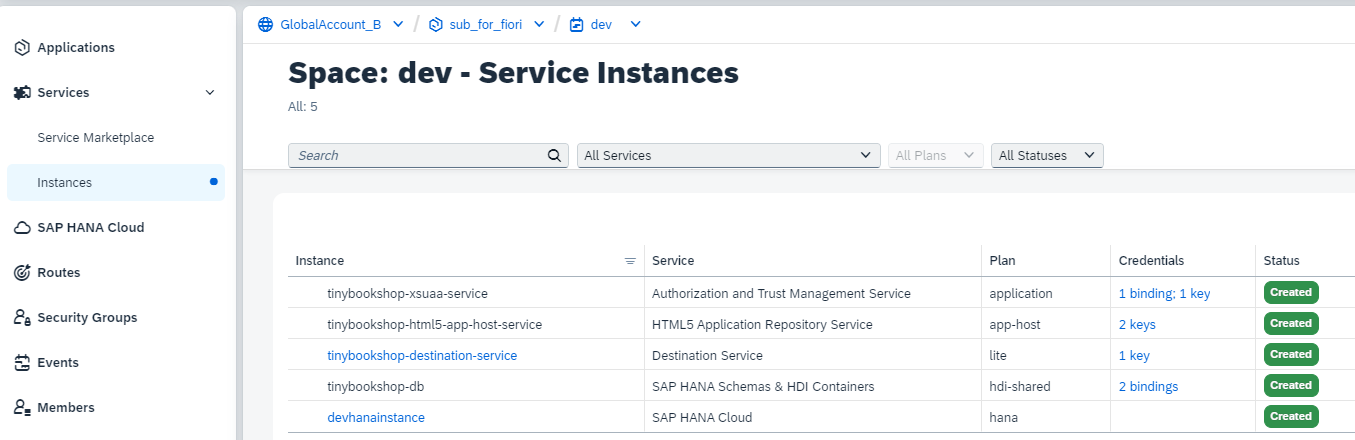 GlobalAccount_B / sub_for_fiori / dev
Applications
Services
Service Marketplace
Instances
SAP HANA Cloud
Routes
Security Groups
Events
Members
Space: dev - Service Instances
All: 5
Search All Services All Plans All Statuses
Instance Service Plan Credentials Status
tinybookshop-xsuaa-service Authorization and Trust Management Service application 1 binding; 1 key Created
tinybookshop-html5-app-host-service HTML5 Application Repository Service app-host 2 keys Created
tinybookshop-destination-service Destination Service lite 1 key Created
tinybookshop-db SAP HANA Schemas & HDI Containers hdi-shared 2 bindings Created
devhanainstance SAP HANA Cloud hana Created